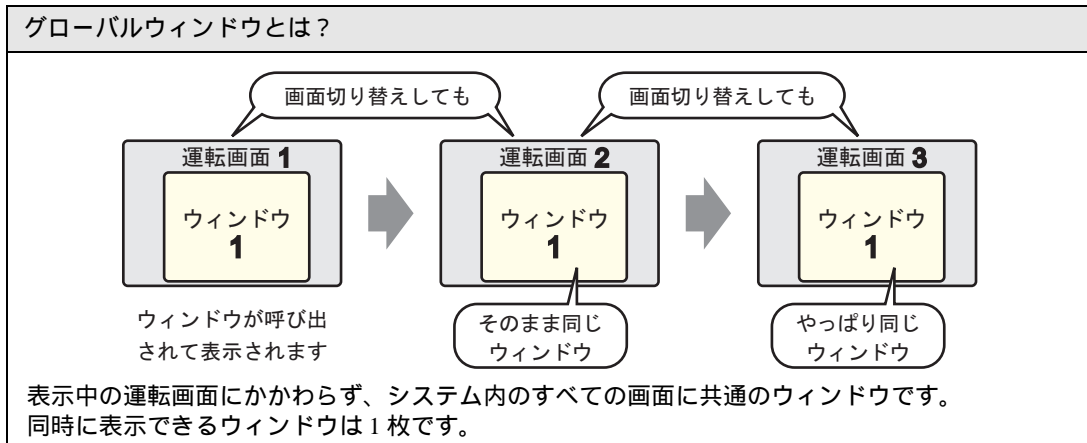 グローバルウィンドウとは？
画面切り替えしても
画面切り替えしても
運転画面 1
運転画面 2
運転画面 3
ウィンドウ
1
ウィンドウ
1
ウィンドウ
1
ウィンドウが呼び出
されて表示されます
そのまま同じ
ウィンドウ
やっぱり同じ
ウィンドウ
表示中の運転画面にかかわらず、システム内のすべての画面に共通のウィンドウです。
同時に表示できるウィンドウは 1 枚です。